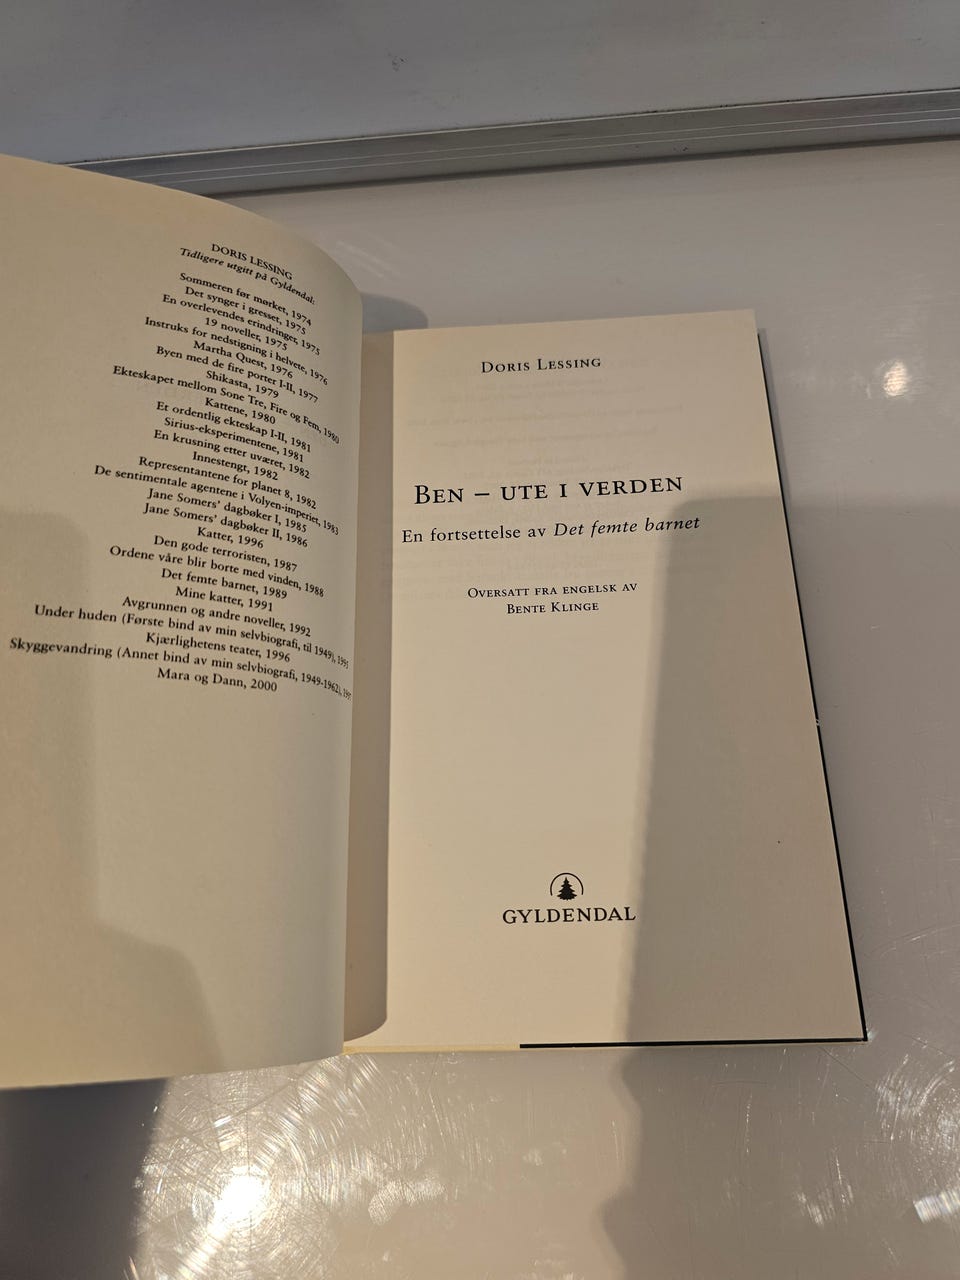 DORIS LESSING
Tidligere utgitt på Gyldendal:
Sommeren før mørket, 1974
Det synger i gresset, 1975
En overlevendes erindringer, 1975
19 noveller, 1975
Instruks for nedstigning i helvete, 1976
Martha Quest, 1976
Byen med de fire porter I-II, 1977
Shikasta, 1979
Ekteskapet mellom Sone Tre, Fire og Fem, 1980
Kattene, 1980
Et ordentlig ekteskap I-II, 1981
Sirius-eksperimentene, 1981
En krusning etter uværet, 1982
Innestengt, 1982
Representantene for planet 8, 1982
De sentimentale agentene i Volyen-imperiet, 1983
Jane Somers' dagbøker I, 1985
Jane Somers' dagbøker II, 1986
Katter, 1996
Den gode terroristen, 1987
Ordene våre blir borte med vinden, 1988
Det femte barnet, 1989
Mine katter, 1991
Avgrunnen og andre noveller, 1992
Under huden (Første bind av min selvbiografi, til 1949), 1995
Kjærlighetens teater, 1996
Skyggevandring (Annet bind av min selvbiografi, 1949-1962),
Mara og Dann, 2000
DORIS LESSING
BEN – UTE I VERDEN
En fortsettelse av Det femte barnet
OVERSATT FRA ENGELSK AV
BENTE KLINGE
GYLDENDAL